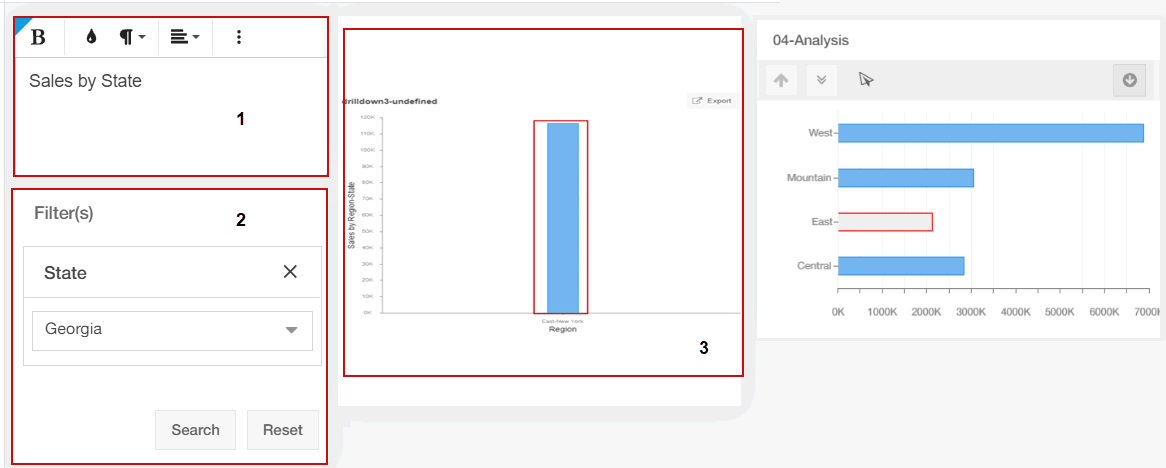 B
Sales by State
1
Filter(s)
2
State
Georgia
Search
Reset
drilldown3-undefined
Export
120K
110K
100K
90K
80K
70K
60K
50K
40K
30K
20K
10K
0K
Sales by Region-State
East-New York
Region
3
04-Analysis
West
Mountain
East
Central
0K 1000K 2000K 3000K 4000K 5000K 6000K 7000K